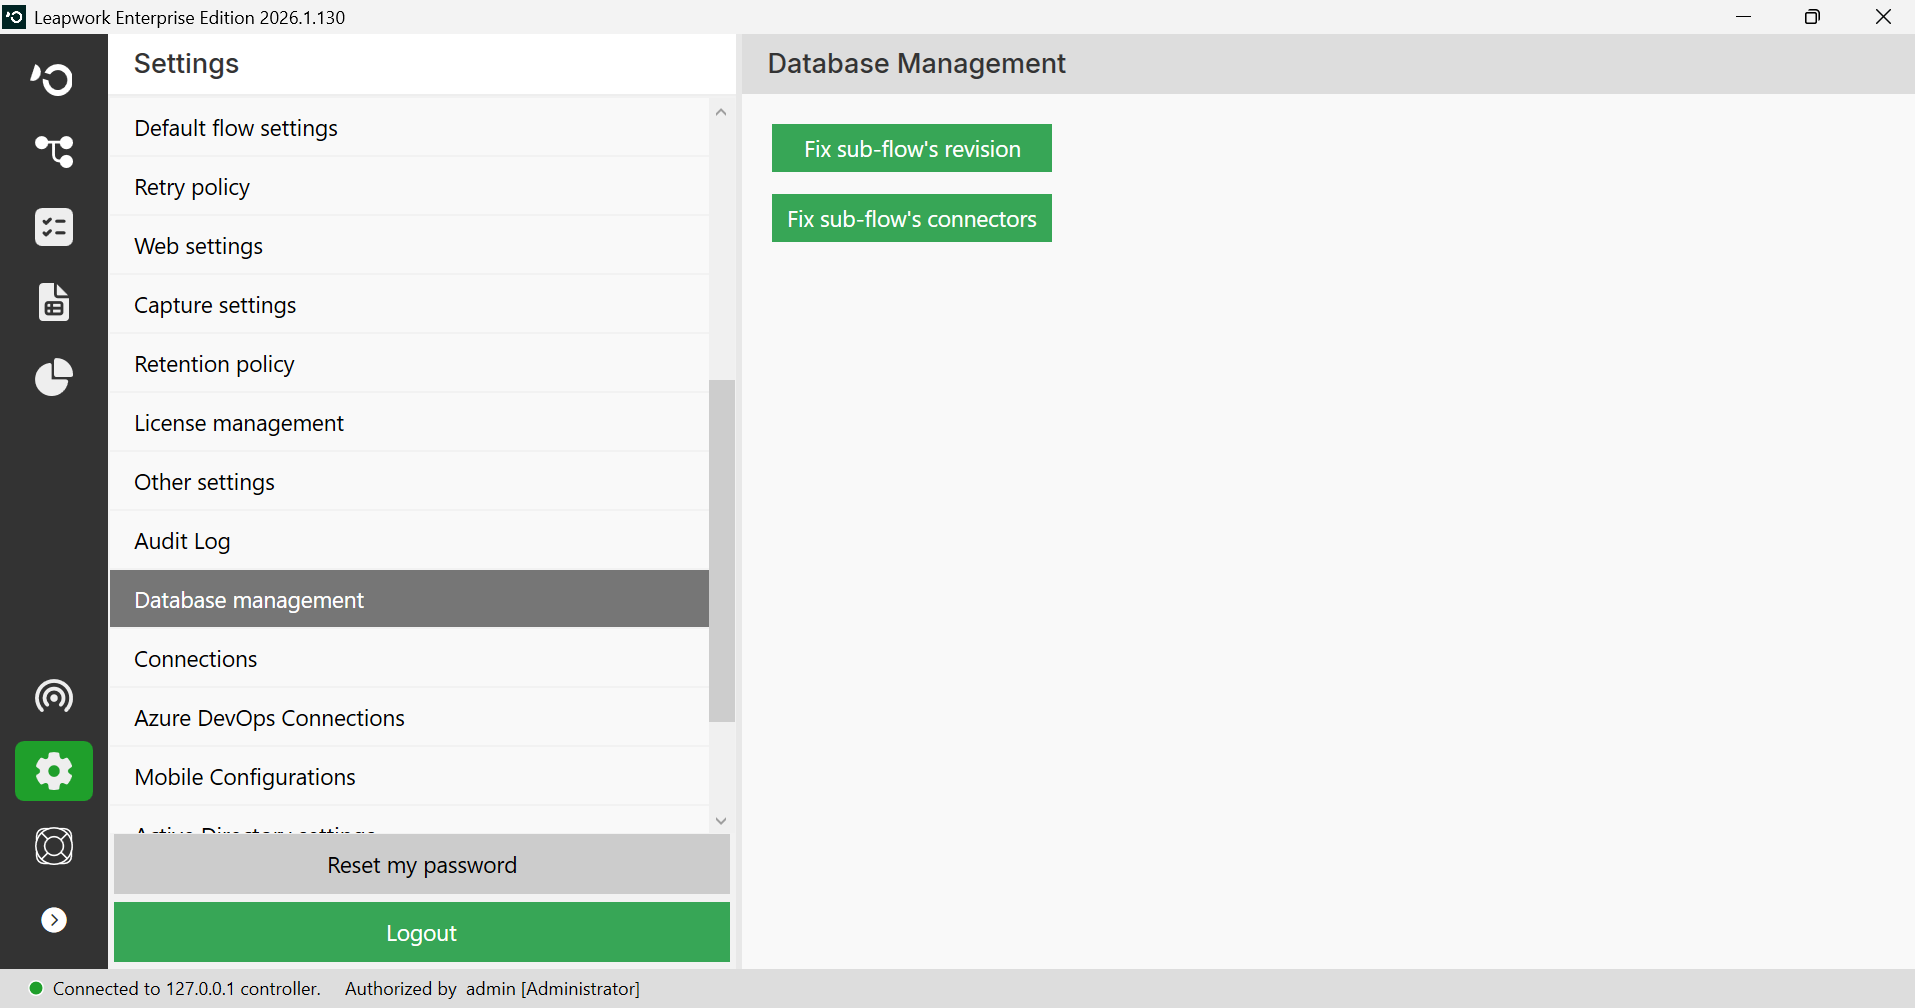 Leapwork Enterprise Edition 2026.1.130
Settings
Default flow settings
Retry policy
Web settings
Capture settings
Retention policy
License management
Other settings
Audit Log
Database management
Connections
Azure DevOps Connections
Mobile Configurations
Active Directory settings
Reset my password
Logout
Database Management
Fix sub-flow's revision
Fix sub-flow's connectors
Connected to 127.0.0.1 controller. Authorized by admin [Administrator]